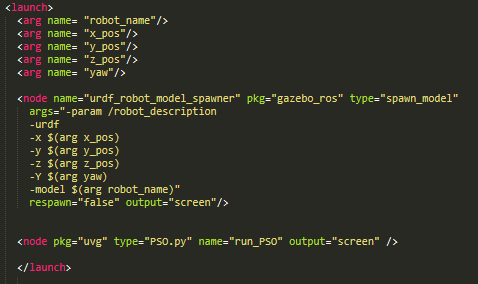 <launch>
<arg name= "robot_name"/>
<arg name= "x_pos"/>
<arg name= "y_pos"/>
<arg name= "z_pos"/>
<arg name= "yaw"/>
<node name="urdf_robot_model_spawner" pkg="gazebo_ros" type="spawn_model"
args="-param /robot_description
-urdf
-x $(arg x_pos)
-y $(arg y_pos)
-z $(arg z_pos)
-Y $(arg yaw)
-model $(arg robot_name)"
respawn="false" output="screen"/>
<node pkg="uvg" type="PSO.py" name="run_PSO" output="screen" />
</launch>